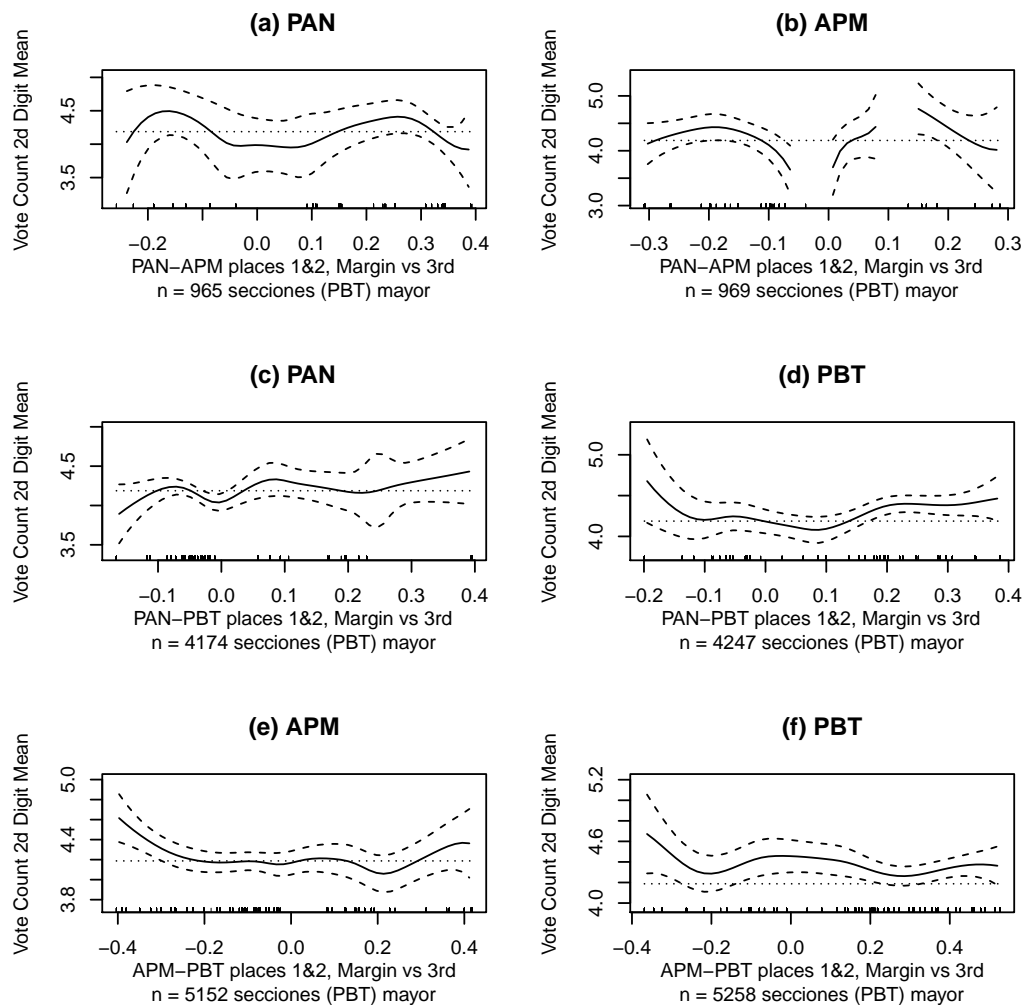 (a) PAN
Vote Count 2d Digit Mean
3.5 4.5
−0.2 0.0 0.1 0.2 0.3 0.4
PAN−APM places 1&2, Margin vs 3rd
n = 965 secciones (PBT) mayor
(b) APM
Vote Count 2d Digit Mean
3.0 4.0 5.0
−0.3 −0.2 −0.1 0.0 0.1 0.2 0.3
PAN−APM places 1&2, Margin vs 3rd
n = 969 secciones (PBT) mayor
(c) PAN
Vote Count 2d Digit Mean
3.5 4.5
−0.1 0.0 0.1 0.2 0.3 0.4
PAN−PBT places 1&2, Margin vs 3rd
n = 4174 secciones (PBT) mayor
(d) PBT
Vote Count 2d Digit Mean
4.0 5.0
−0.2 −0.1 0.0 0.1 0.2 0.3 0.4
PAN−PBT places 1&2, Margin vs 3rd
n = 4247 secciones (PBT) mayor
(e) APM
Vote Count 2d Digit Mean
3.8 4.4 5.0
−0.4 −0.2 0.0 0.2 0.4
APM−PBT places 1&2, Margin vs 3rd
n = 5152 secciones (PBT) mayor
(f) PBT
Vote Count 2d Digit Mean
4.0 4.6 5.2
−0.4 −0.2 0.0 0.2 0.4
APM−PBT places 1&2, Margin vs 3rd
n = 5258 secciones (PBT) mayor